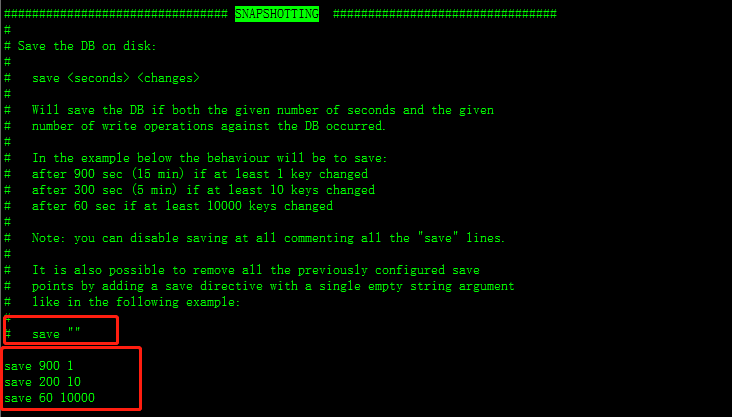 ################################ SNAPSHOTTING ################################
#
# Save the DB on disk:
#
#   save <seconds> <changes>
#
#   Will save the DB if both the given number of seconds and the given
#   number of write operations against the DB occurred.
#
#   In the example below the behaviour will be to save:
#   after 900 sec (15 min) if at least 1 key changed
#   after 300 sec (5 min) if at least 10 keys changed
#   after 60 sec if at least 10000 keys changed
#
#   Note: you can disable saving at all commenting all the "save" lines.
#
#   It is also possible to remove all the previously configured save
#   points by adding a save directive with a single empty string argument
#   like in the following example:
#
#   save ""
save 900 1
save 200 10
save 60 10000